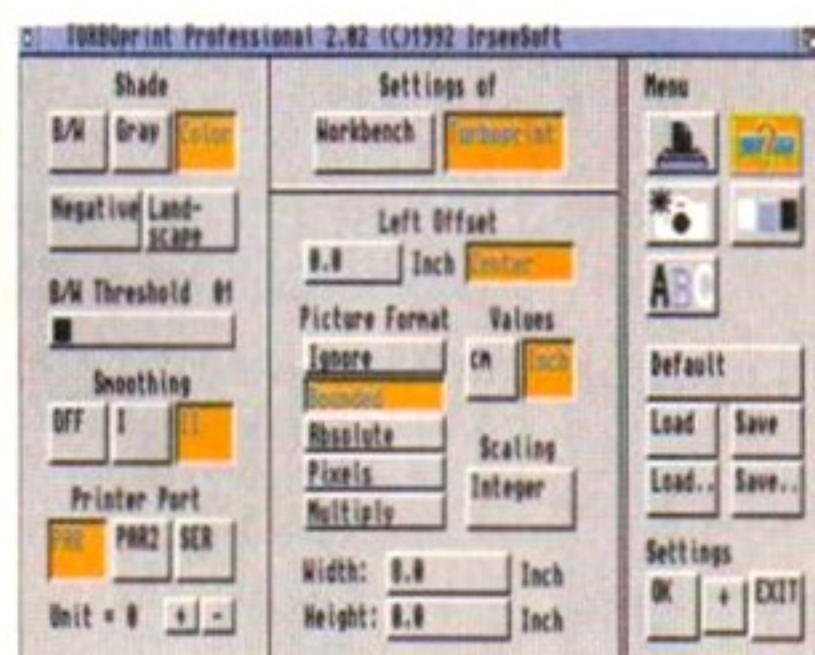 TURBOprint Professional 2.02 (C)1992 IrseeSoft
Shade
B/W Gray Color
Negative Land-
scape
B/W Threshold 01
Smoothing
OFF I II
Printer Port
PAR PAR2 SER
Unit = 0 + -
Settings of
Workbench Turboprint
Left Offset
0.0 Inch Center
Picture Format
Ignore
Bounded
Absolute
Pixels
Multiply
Values
cm Inch
Scaling
Integer
Width: 8.0 Inch
Height: 8.0 Inch
Menu
ABC
Default
Load Save
Load.. Save..
Settings
OK + EXIT